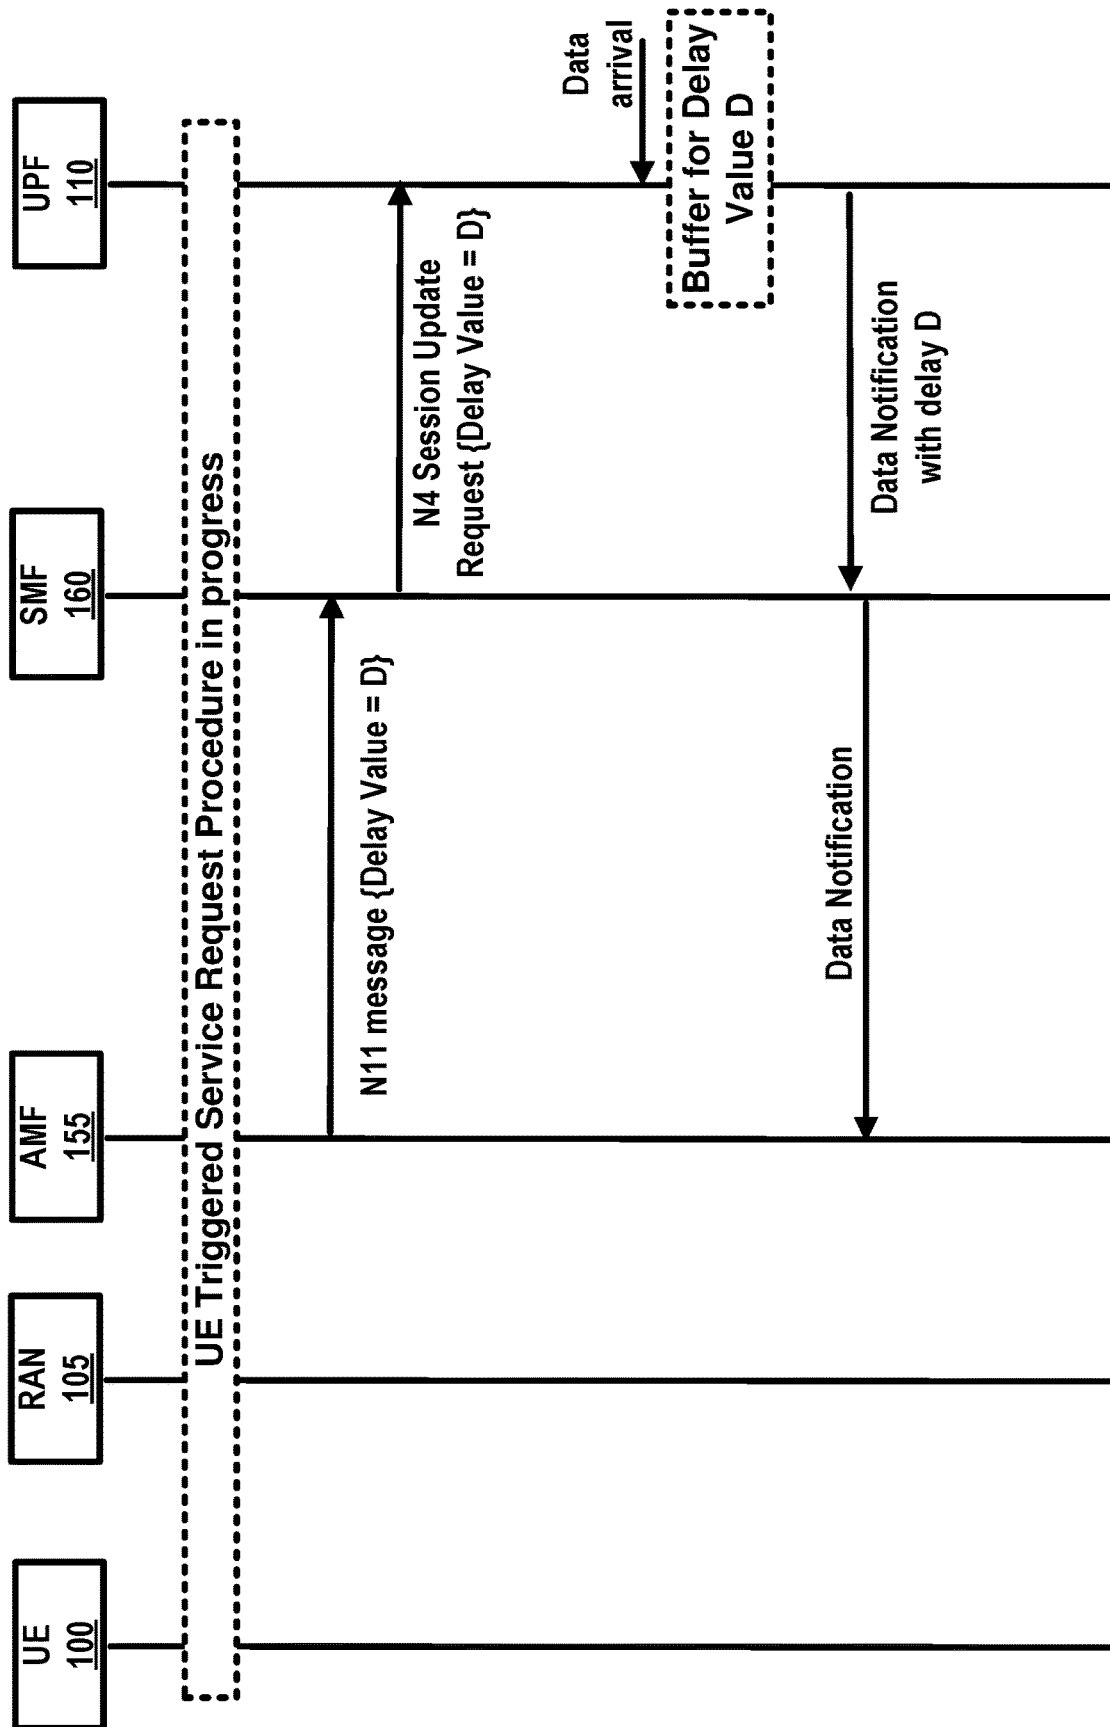 UE
100
RAN
105
AMF
155
SMF
160
UPF
110
UE Triggered Service Request Procedure in progress
N11 message {Delay Value = D}
N4 Session Update
Request {Delay Value = D}
Data
arrival
Buffer for Delay
Value D
Data Notification
with delay D
Data Notification